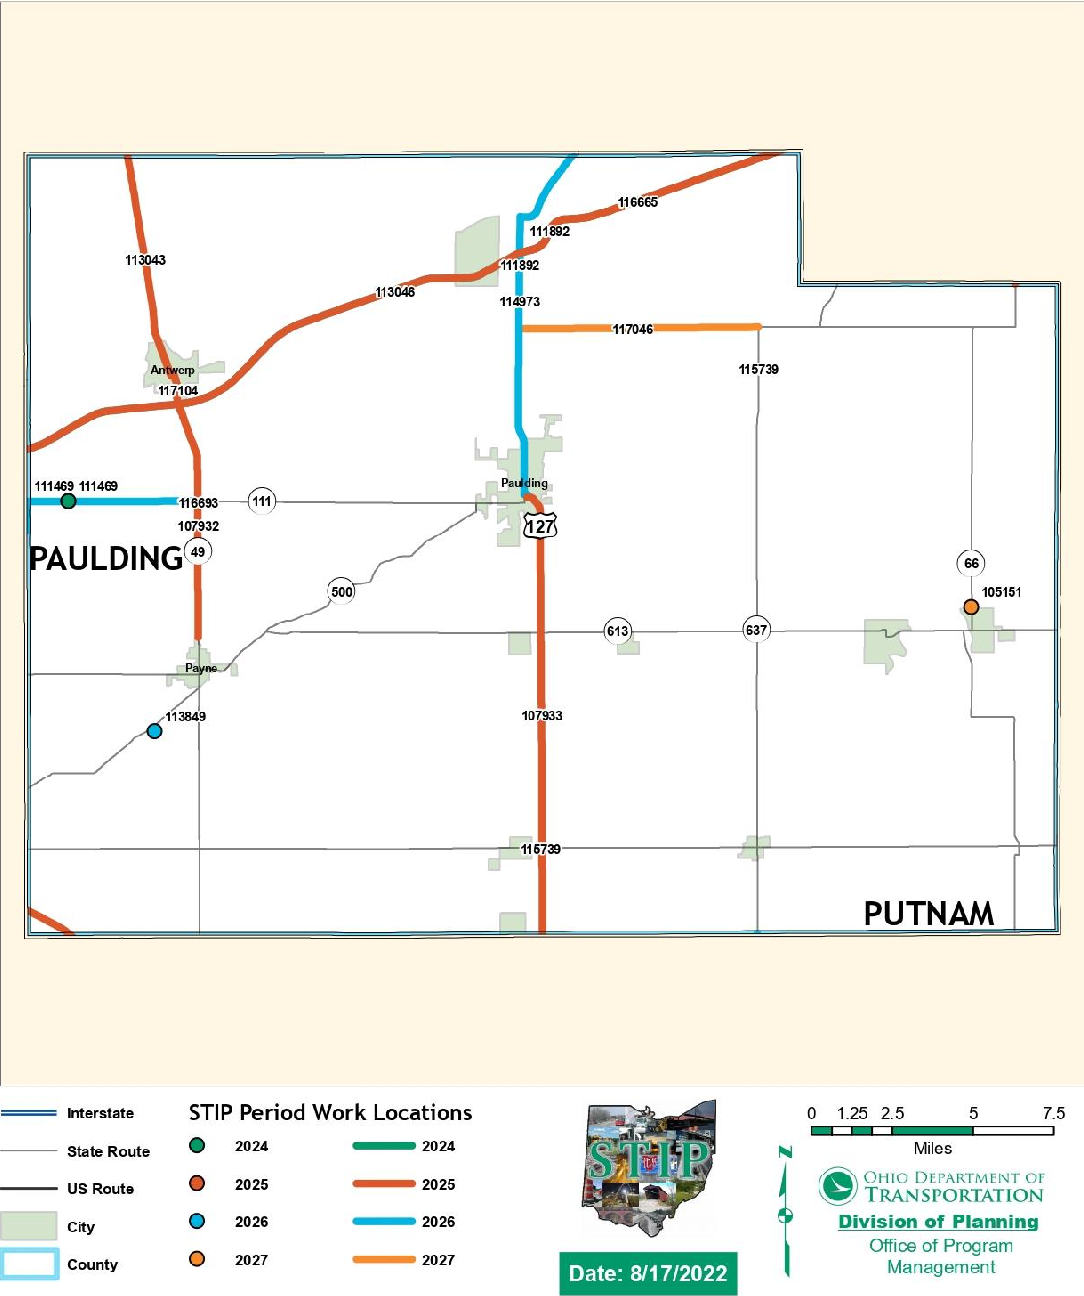 116665
111892
113043
111892
113046
114973
117046
115739
Antwerp
117104
Paulding
111469 111469
116693
111
107932
127
49
PAULDING
66
500
105151
613
637
Payne
113849
107933
115739
PUTNAM
Interstate
State Route
US Route
City
County
STIP Period Work Locations
2024 2024
2025 2025
2026 2026
2027 2027
STIP
Date: 8/17/2022
0 1.25 2.5 5 7.5
Miles
Z
OHIO DEPARTMENT OF
TRANSPORTATION
Division of Planning
Office of Program
Management